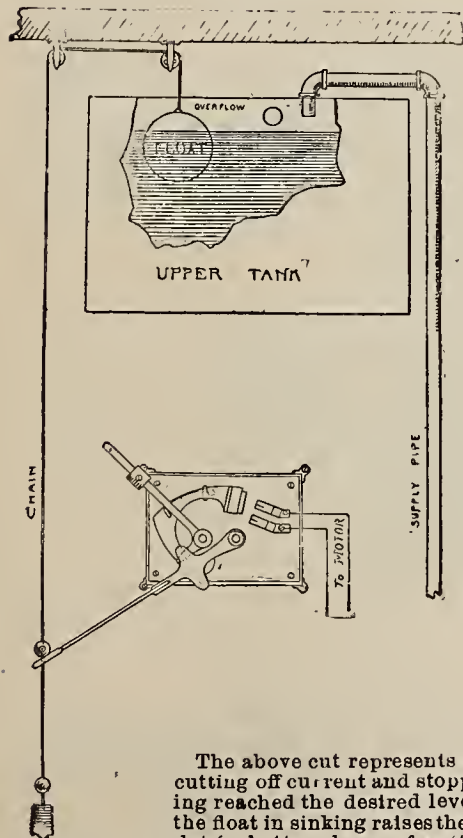 OVERFLOW
FLOAT
UPPER TANK
CHAIN
SUPPLY PIPE
To MOTOR
The above cut represents
cutting off current and stopp
ing reached the desired leve
the float in sinking raises the